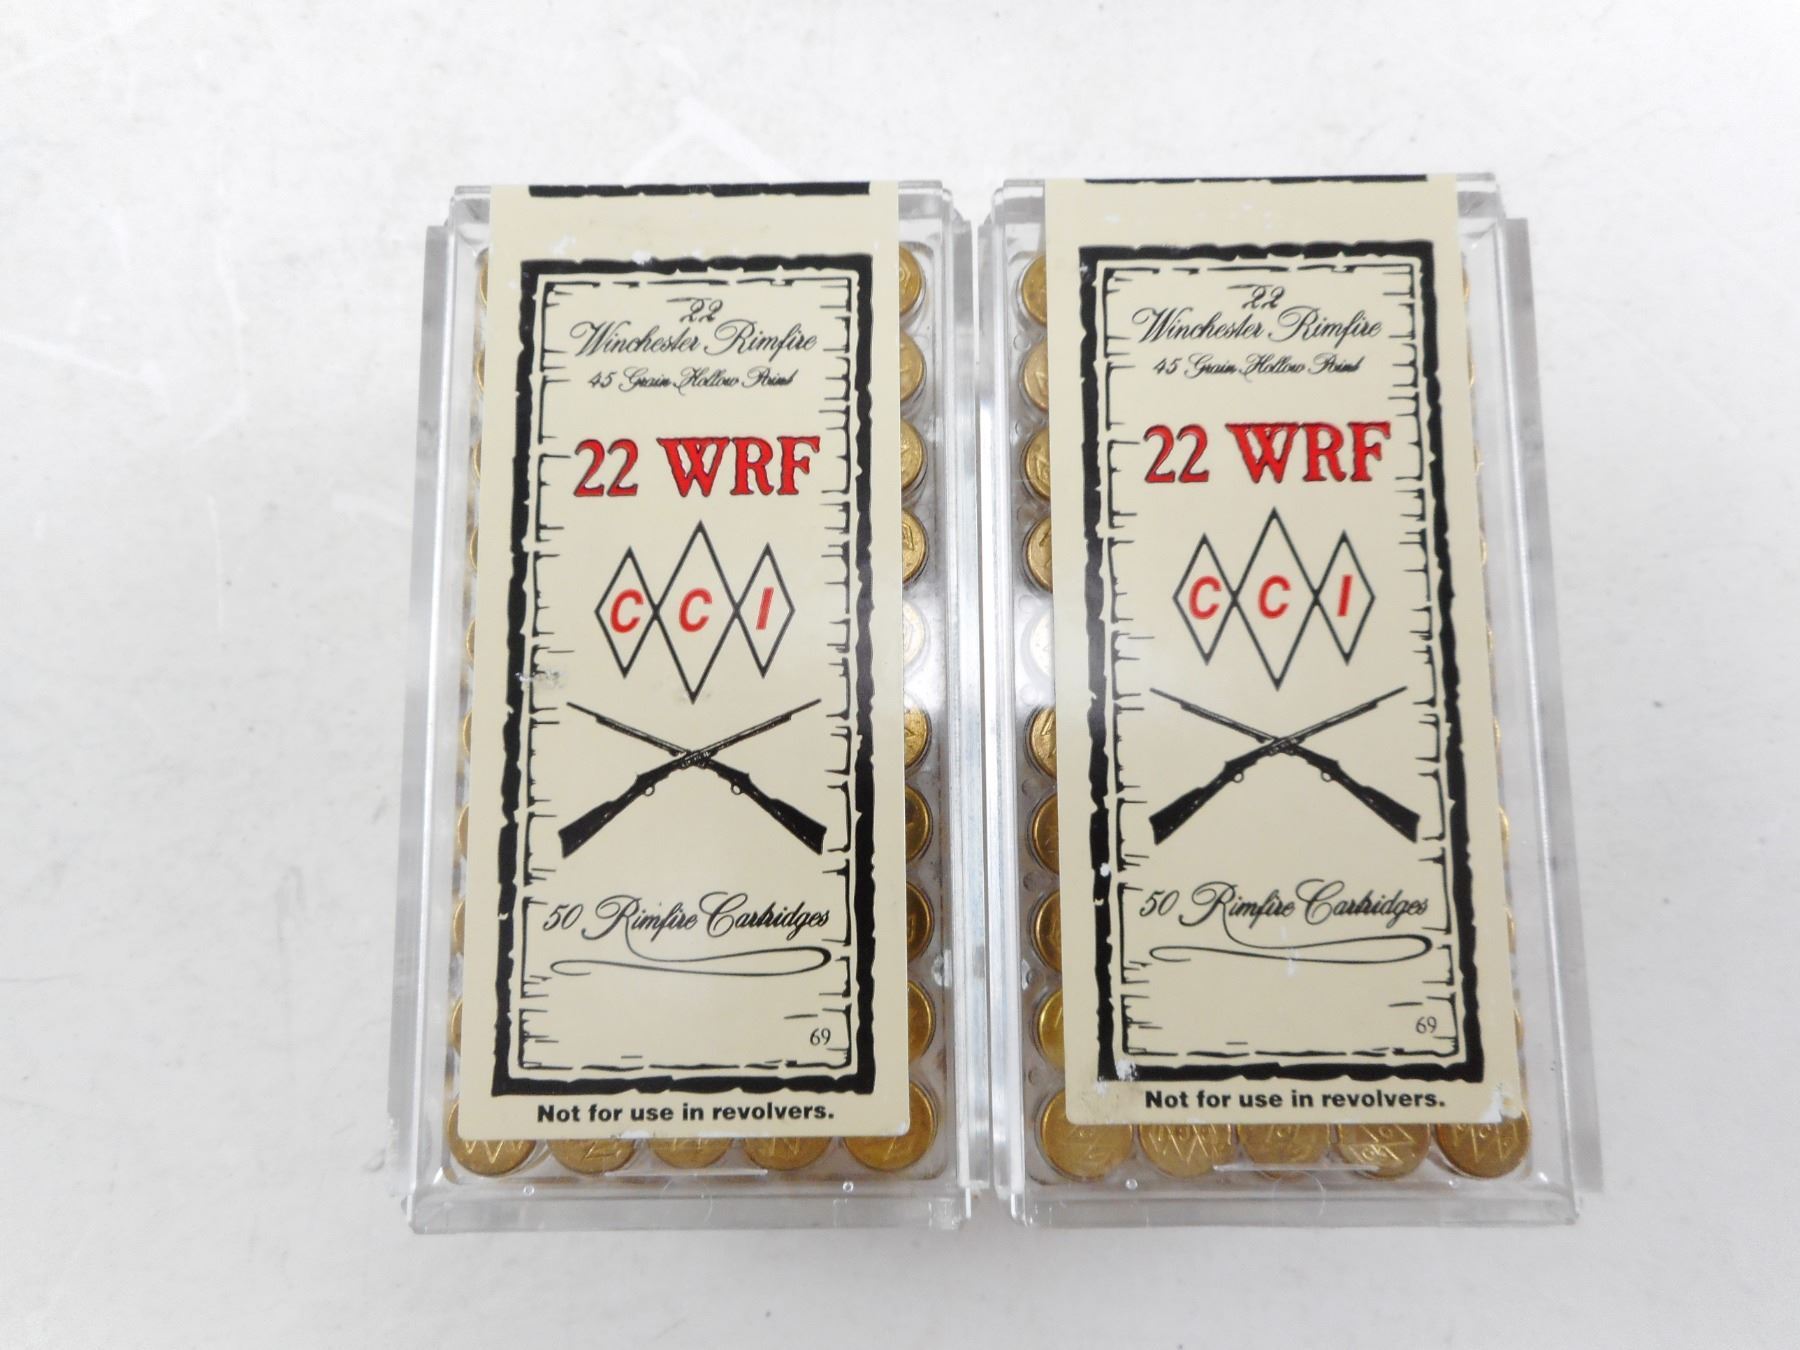 22
Winchester Rimfire
45 Grain Hollow Point
22 WRF
C C I
50 Rimfire Cartridges
69
Not for use in revolvers.
22
Winchester Rimfire
45 Grain Hollow Point
22 WRF
C C I
50 Rimfire Cartridges
69
Not for use in revolvers.